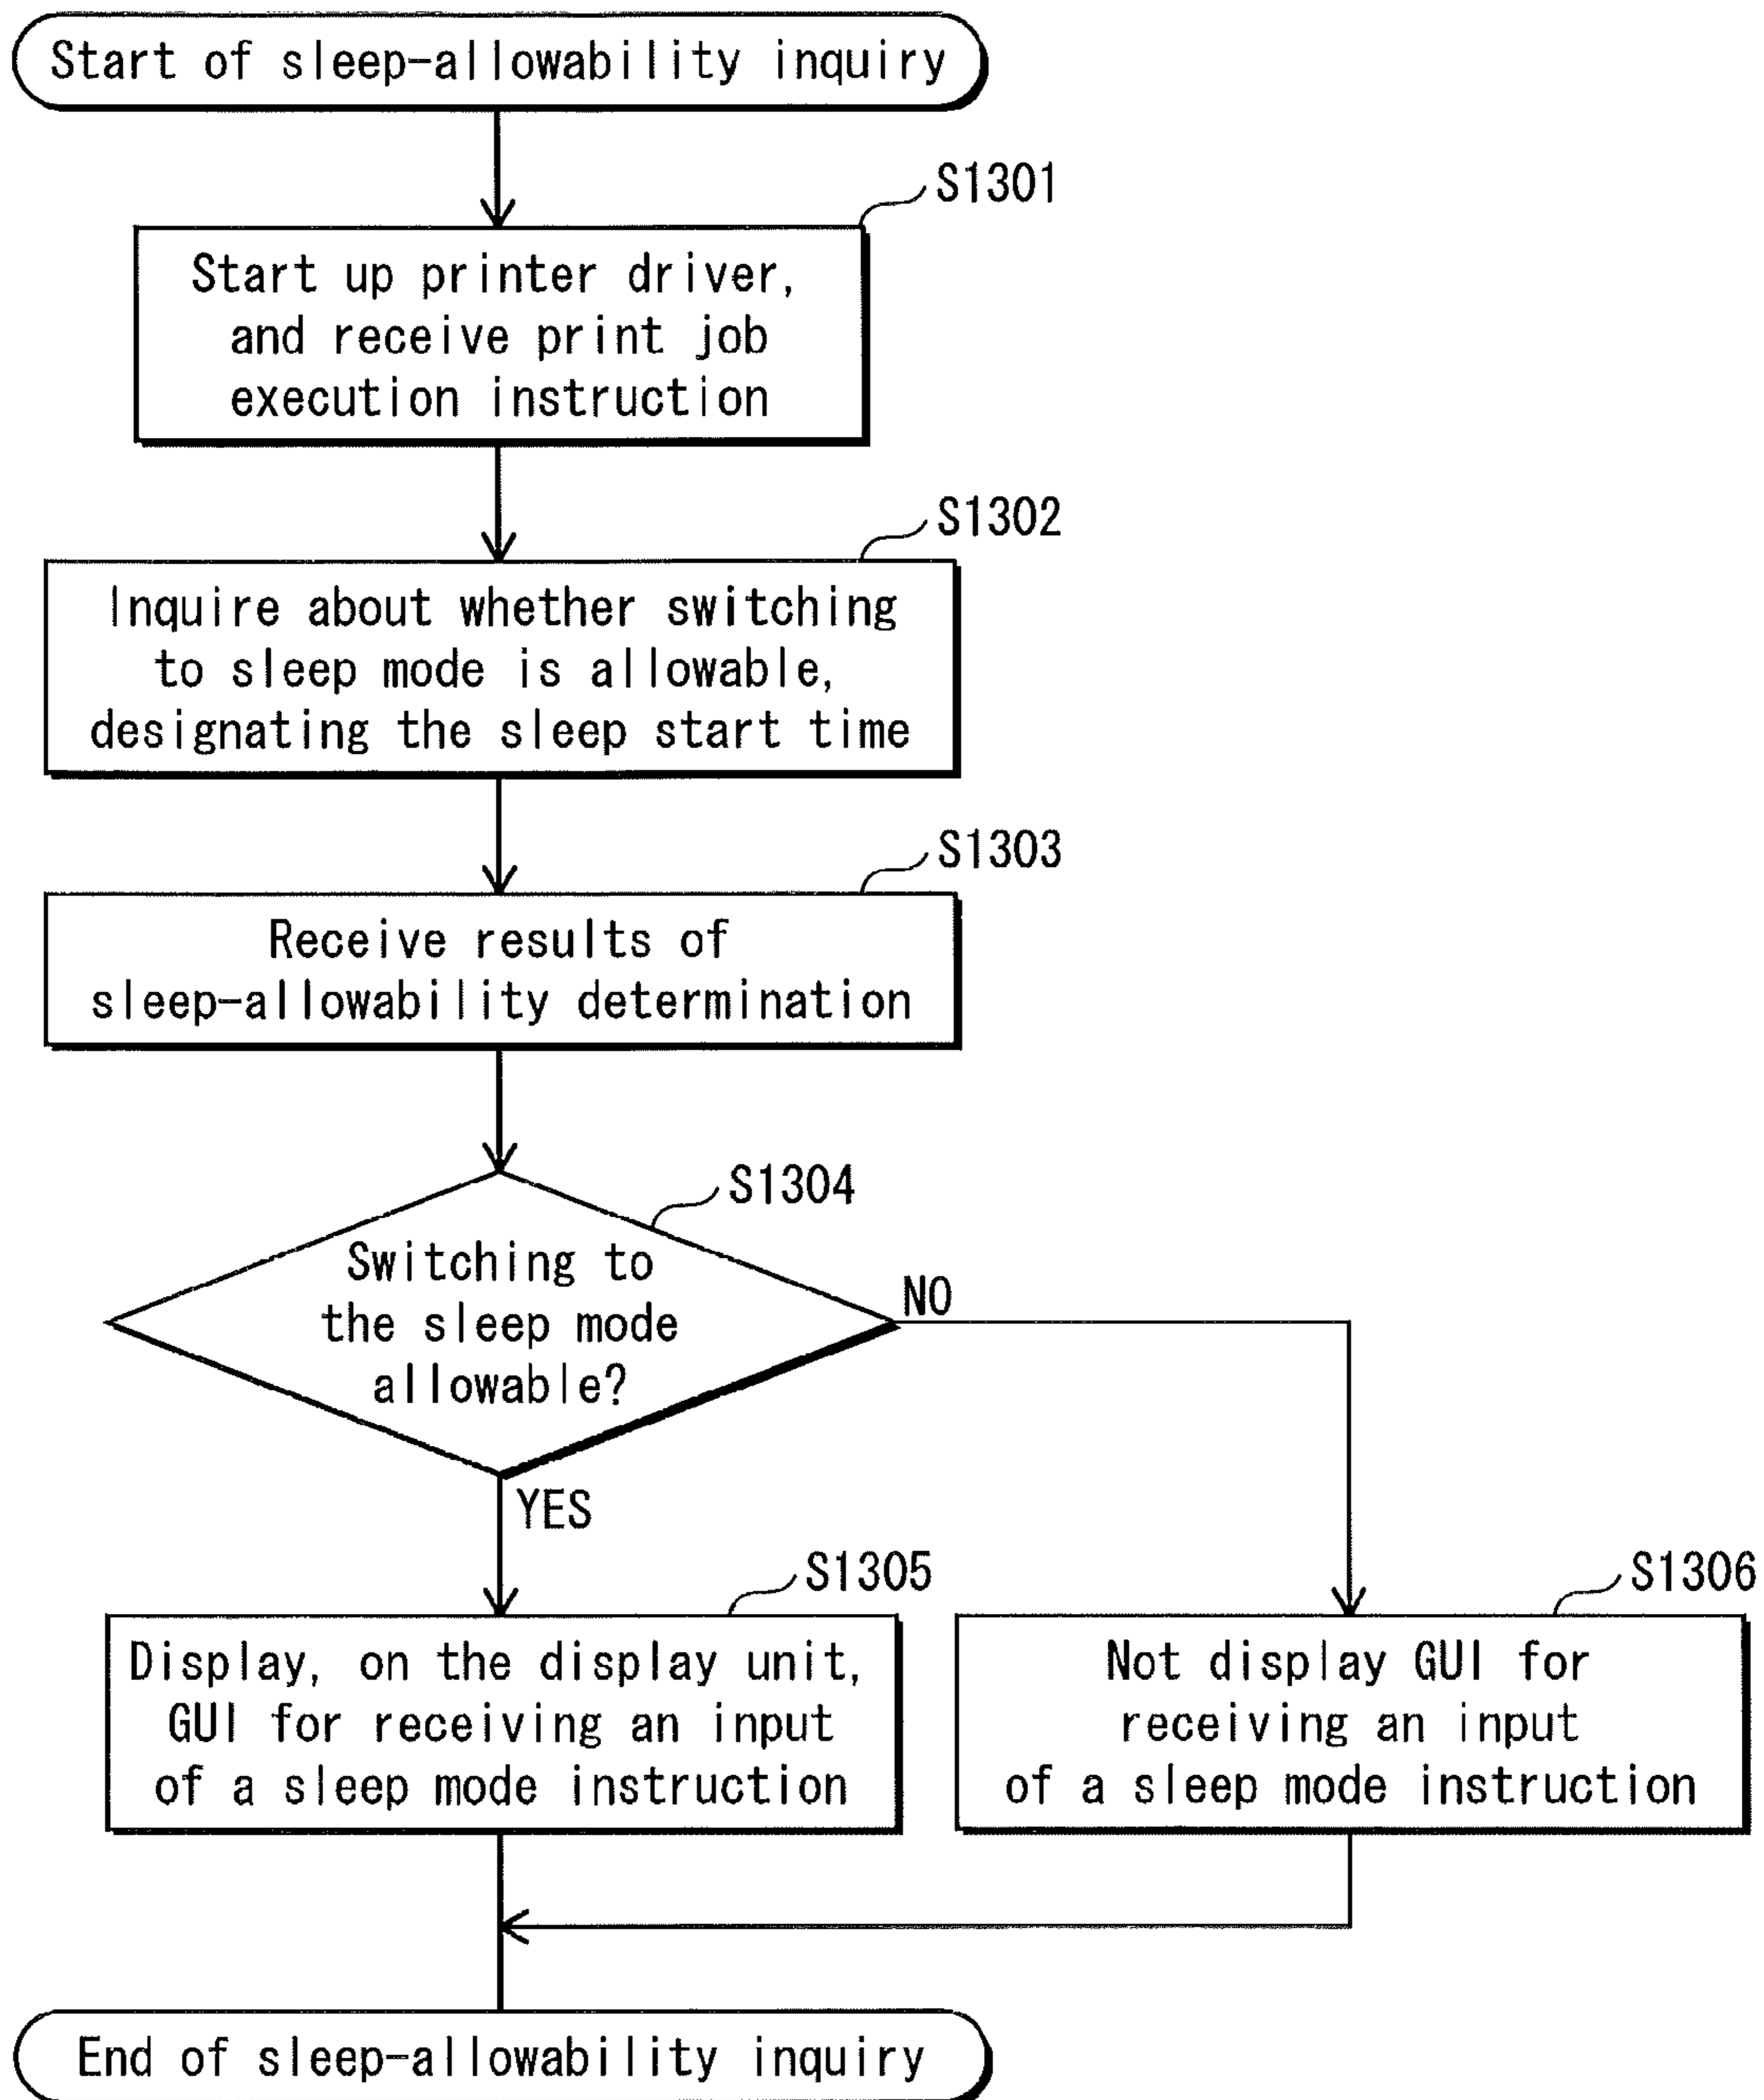 Start of sleep-allowability inquiry
S1301
Start up printer driver,
and receive print job
execution instruction
S1302
Inquire about whether switching
to sleep mode is allowable,
designating the sleep start time
S1303
Receive results of
sleep-allowability determination
S1304
Switching to
the sleep mode
allowable?
NO
YES
S1305
Display, on the display unit,
GUI for receiving an input
of a sleep mode instruction
S1306
Not display GUI for
receiving an input
of a sleep mode instruction
End of sleep-allowability inquiry